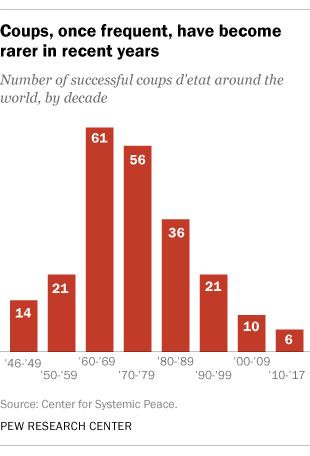 Coups, once frequent, have become
rarer in recent years
Number of successful coups d'etat around the
world, by decade
61
56
36
21
21
14
10
6
'46-'49
'50-'59
'60-'69
'70-'79
'80-'89
'90-'99
'00-'09
'10-'17
Source: Center for Systemic Peace.
PEW RESEARCH CENTER